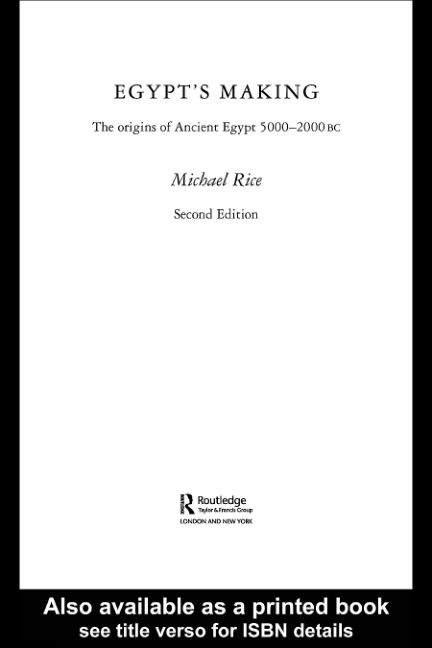 EGYPT'S MAKING
The origins of Ancient Egypt 5000–2000 BC
Michael Rice
Second Edition
Routledge
Taylor & Francis Group
LONDON AND NEW YORK
Also available as a printed book
see title verso for ISBN details